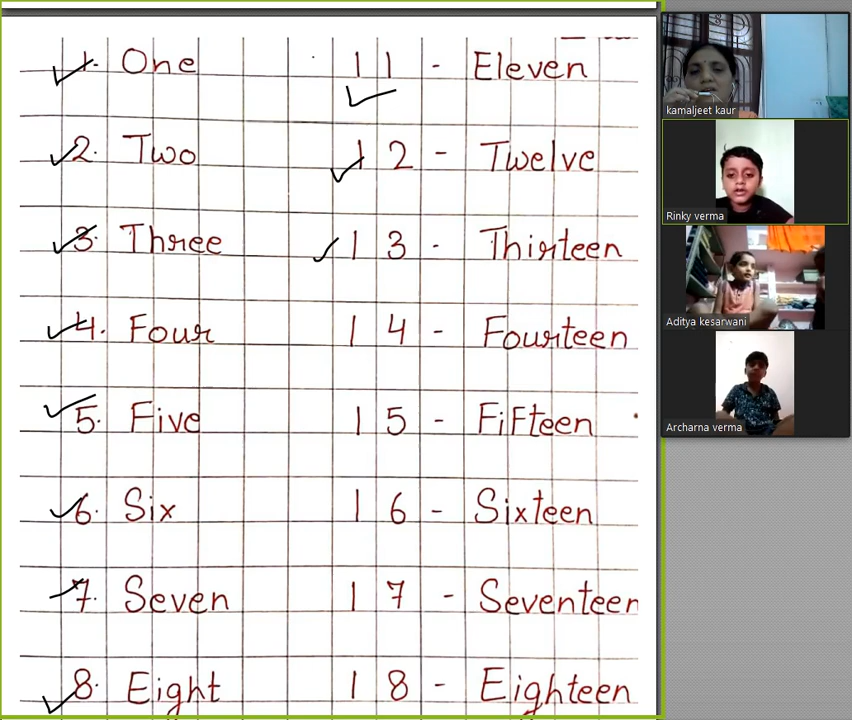 1. One 11 - Eleven
2. Two 12 - Twelve
3. Three 13 - Thirteen
4. Four 14 - Fourteen
5. Five 15 - Fifteen
6. Six 16 - Sixteen
7. Seven 17 - Seventeen
8. Eight 18 - Eighteen
kamaljeet kaur
Rinky verma
Aditya kesarwani
Archarna verma